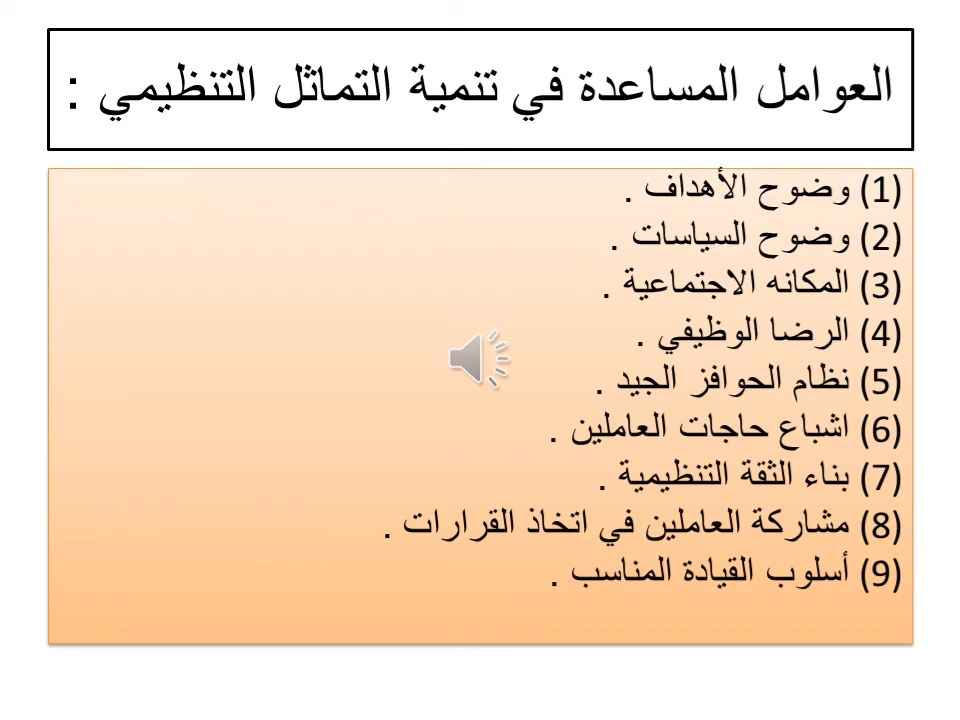 العوامل المساعدة في تنمية التماثل التنظيمي :
(1) وضوح الأهداف .
(2) وضوح السياسات .
(3) المكانه الاجتماعية .
(4) الرضا الوظيفي .
(5) نظام الحوافز الجيد .
(6) اشباع حاجات العاملين .
(7) بناء الثقة التنظيمية .
(8) مشاركة العاملين في اتخاذ القرارات .
(9) أسلوب القيادة المناسب .